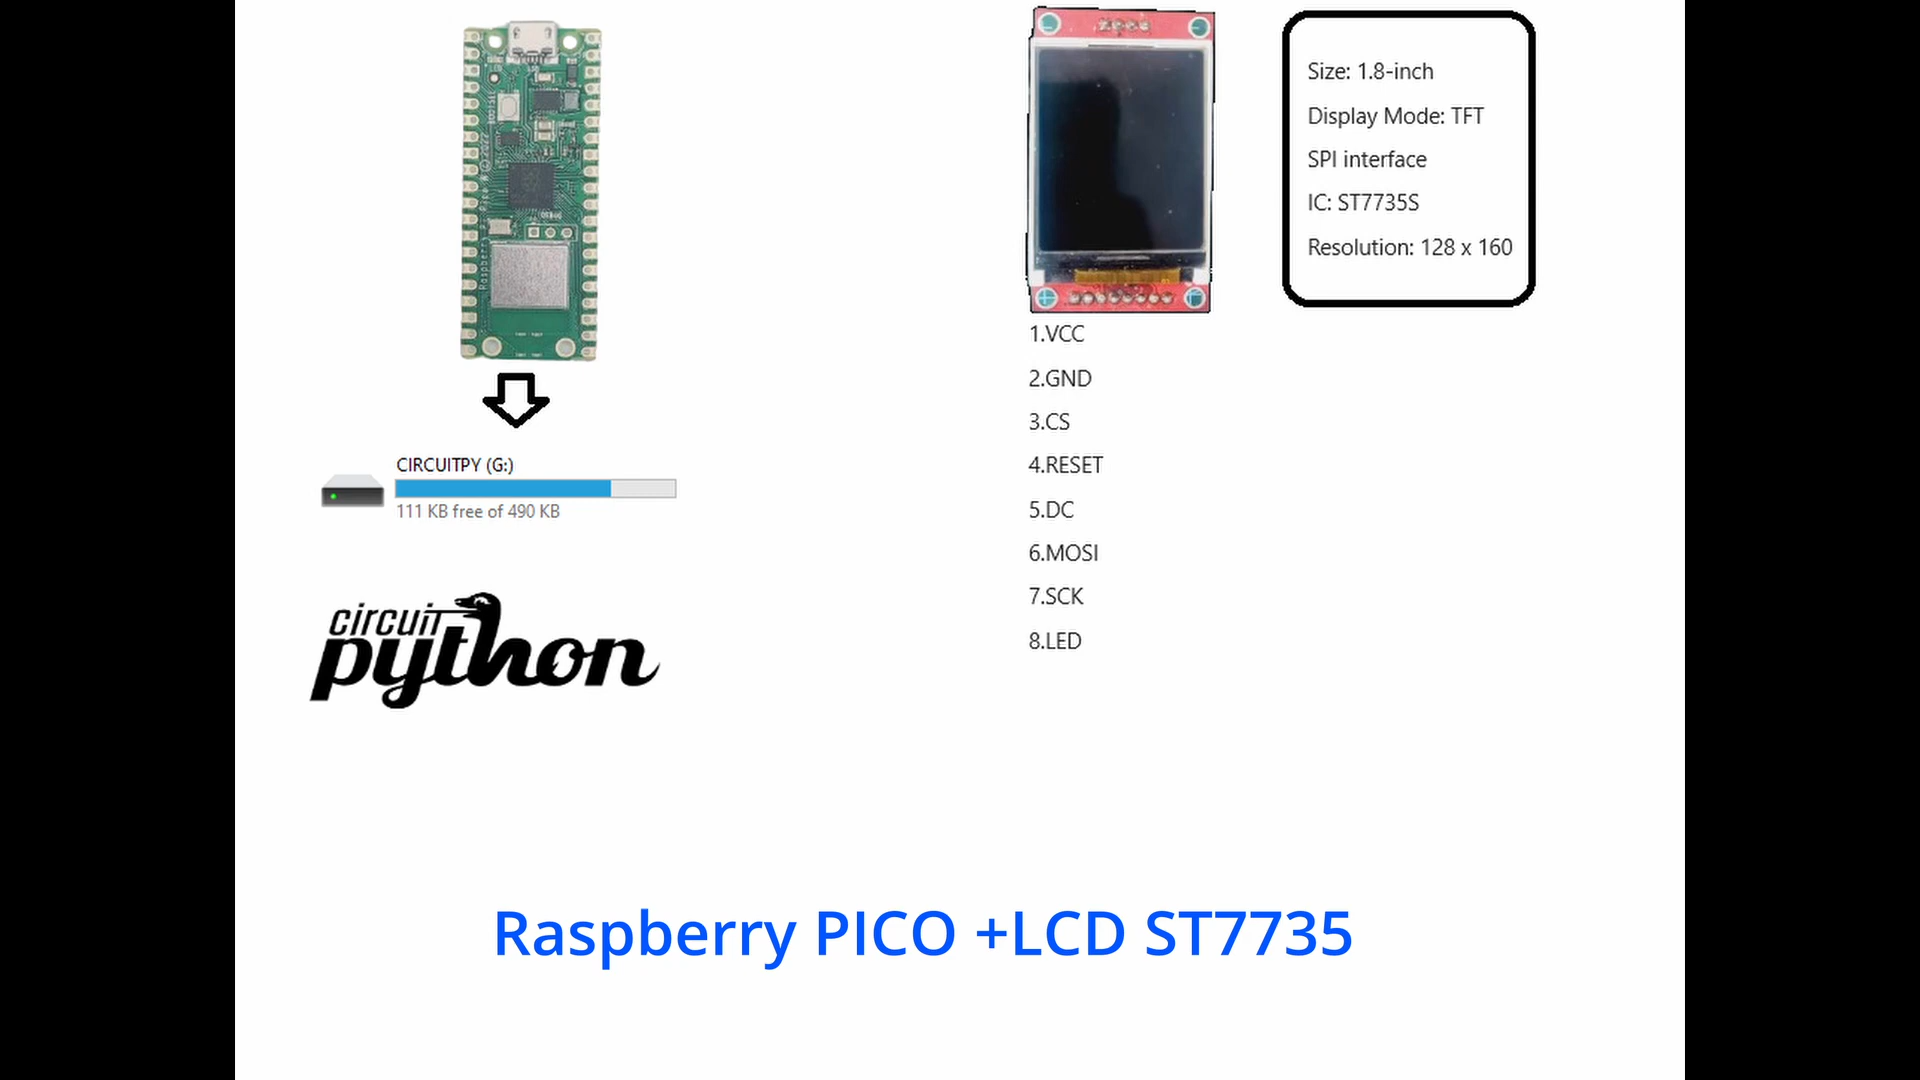 Size: 1.8-inch
Display Mode: TFT
SPI interface
IC: ST7735S
Resolution: 128 x 160
1.VCC
2.GND
3.CS
4.RESET
5.DC
6.MOSI
7.SCK
8.LED
CIRCUITPY (G:)
111 KB free of 490 KB
circuit
python
Raspberry PICO +LCD ST7735